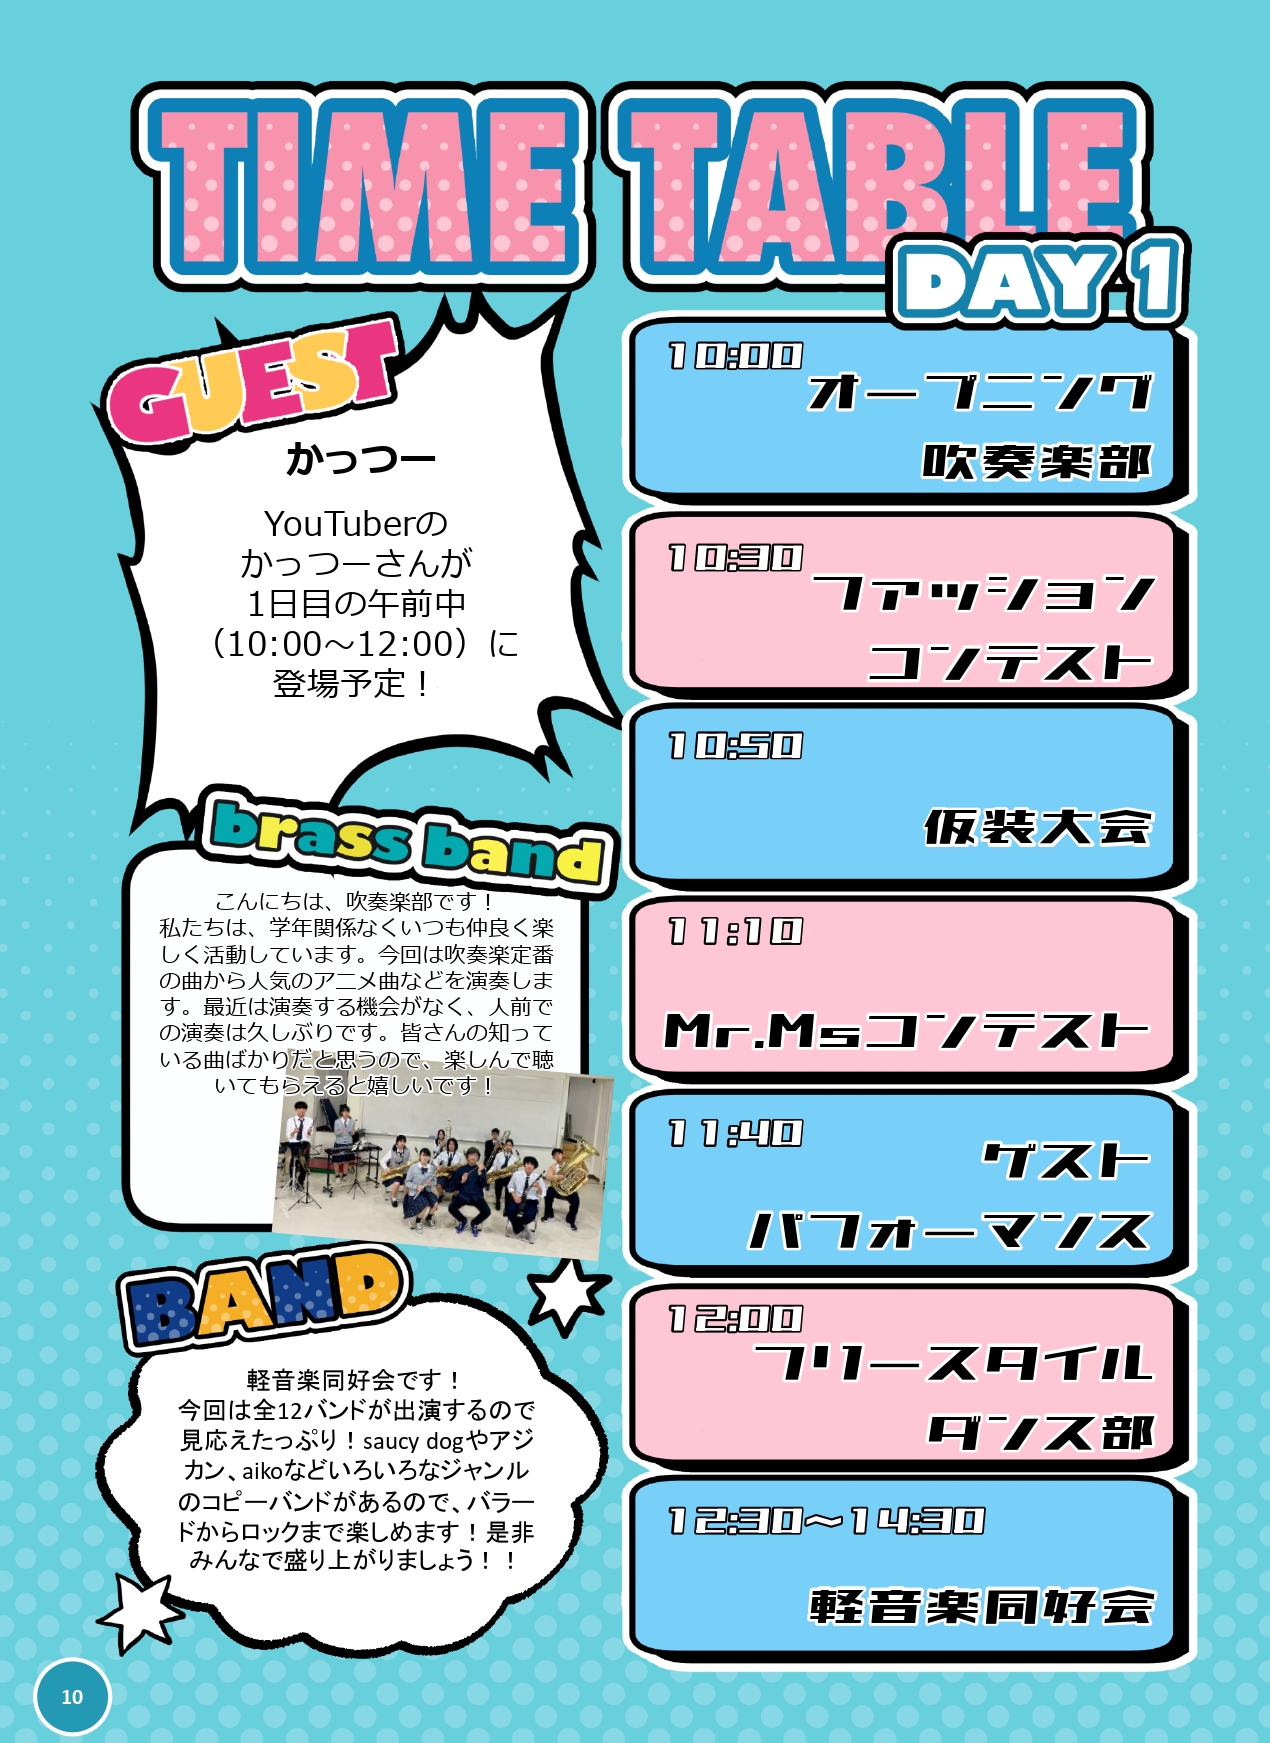 TIME TABLE
DAY 1
GUEST
かっつー
YouTuberの
かっつーさんが
1日目の午前中
（10:00～12:00）に
登場予定！
brass band
こんにちは、吹奏楽部です！
私たちは、学年関係なくいつも仲良く楽
しく活動しています。今回は吹奏楽定番
の曲から人気のアニメ曲などを演奏しま
す。最近は演奏する機会がなく、人前で
の演奏は久しぶりです。皆さんの知って
いる曲ばかりだと思うので、楽しんで聴
いてもらえると嬉しいです！
BAND
軽音楽同好会です！
今回は全12バンドが出演するので
見応えたっぷり！saucy dogやアジ
カン、aikoなどいろいろなジャンル
のコピーバンドがあるので、バラー
ドからロックまで楽しめます！是非
みんなで盛り上がりましょう！！
10:00
オープニング
吹奏楽部
10:30
ファッション
コンテスト
10:50
仮装大会
11:10
Mr.Msコンテスト
11:40
ゲスト
パフォーマンス
12:00
フリースタイル
ダンス部
12:30～14:30
軽音楽同好会
10